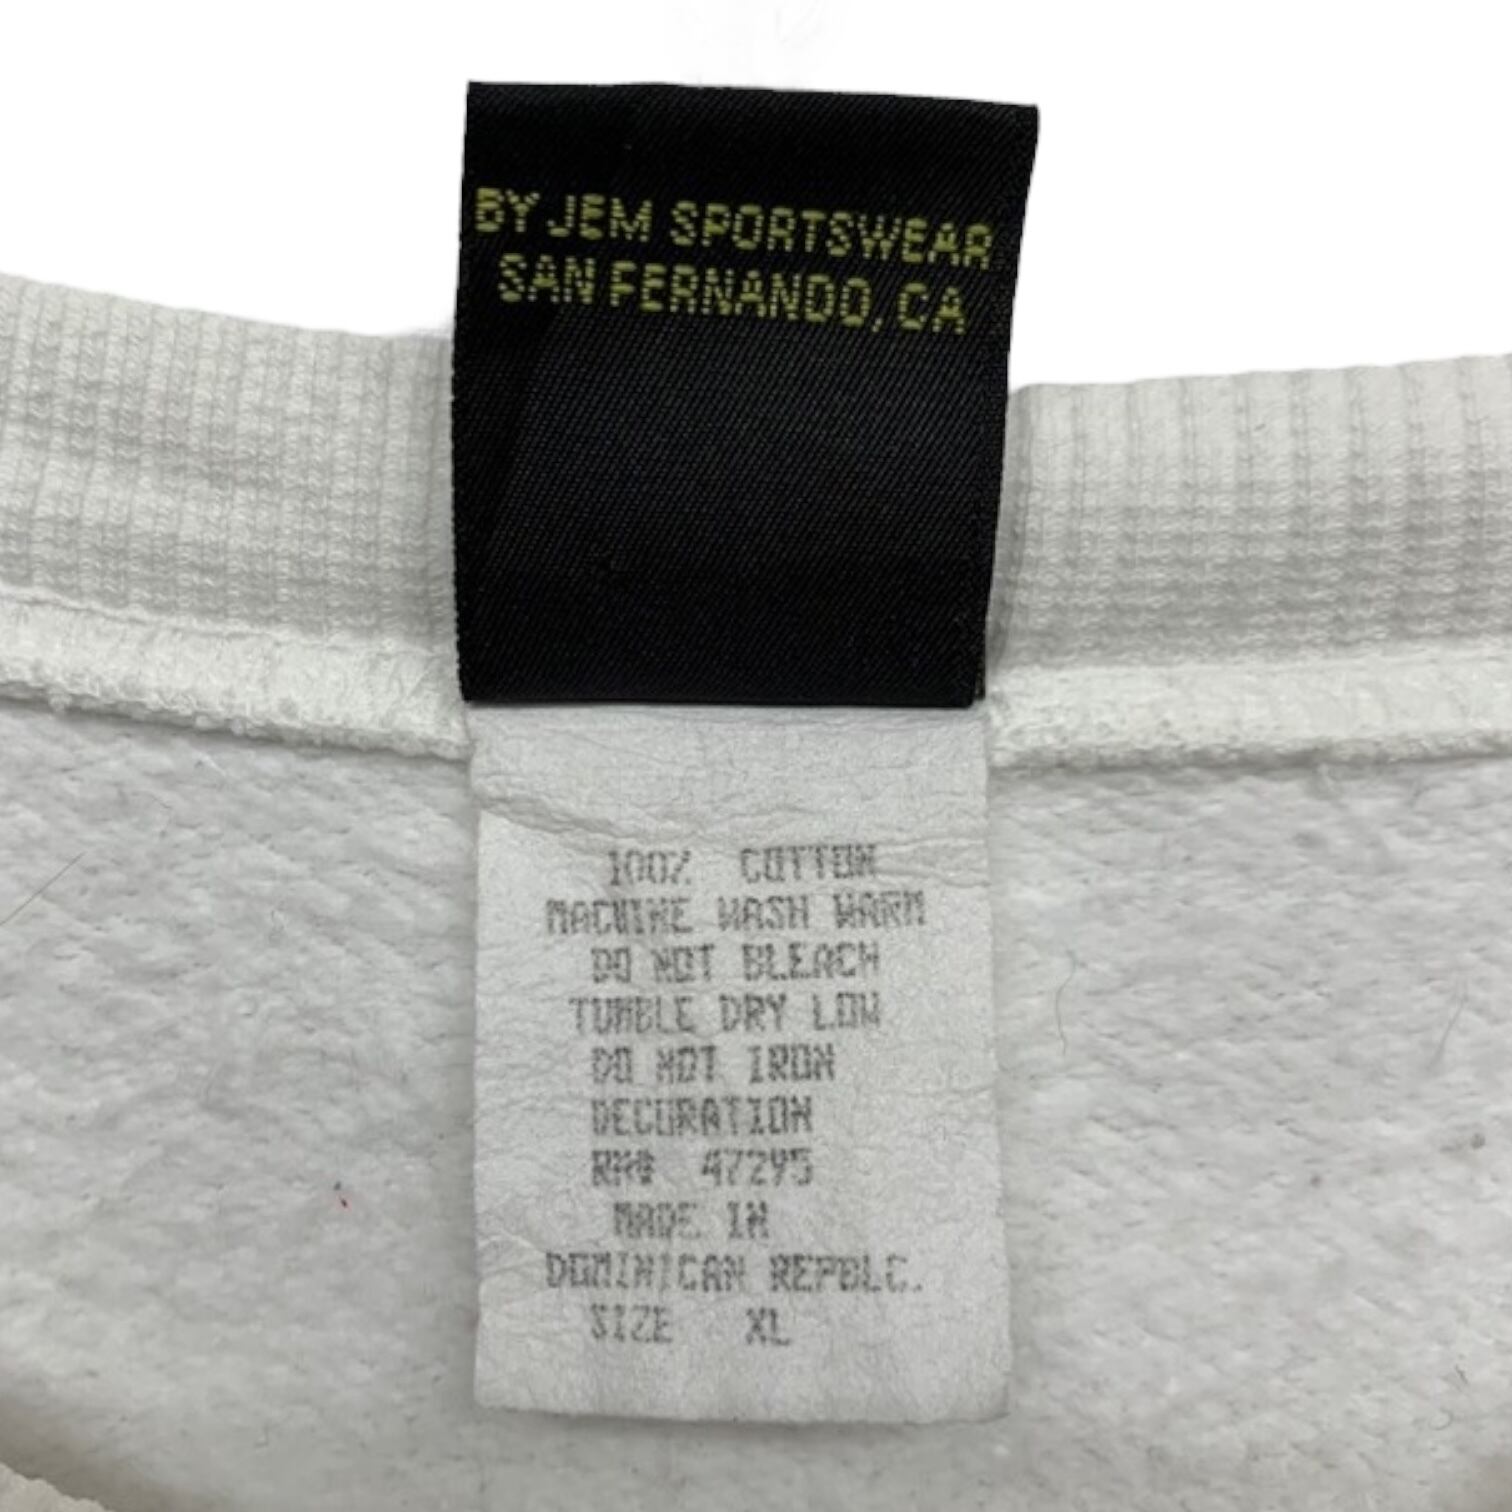 BY JEM SPORTSWEAR
SAN FERNANDO, CA
100% COTTON
MACHINE WASH WARM
DO NOT BLEACH
TUMBLE DRY LOW
DO NOT IRON
DECORATION
RN# 47295
MADE IN
DOMINICAN REPBLC.
SIZE XL